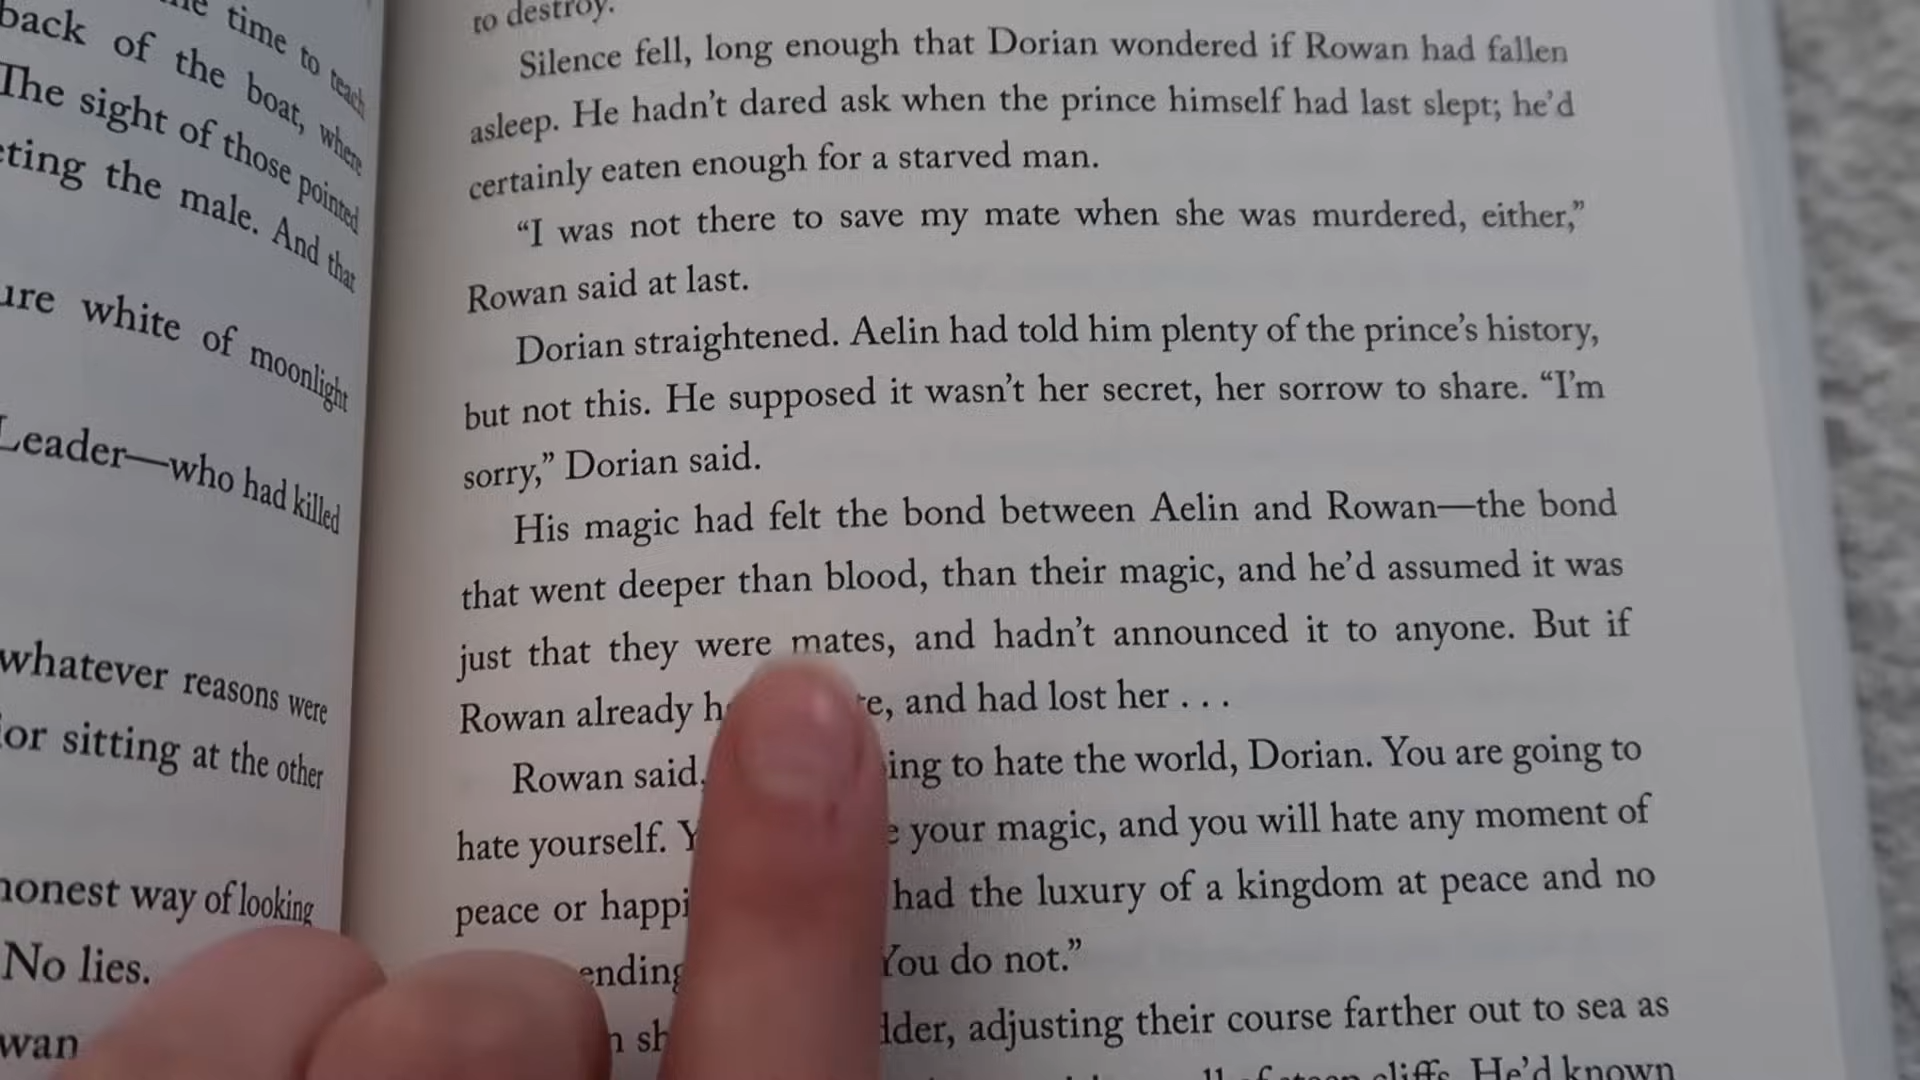 time to teach
back of the boat, where
The sight of those pointed
the male. And that
white of moonlight
Leader—who had killed
whatever reasons were
sitting at the other
honest way of looking
No lies.
to destroy.
Silence fell, long enough that Dorian wondered if Rowan had fallen
asleep. He hadn't dared ask when the prince himself had last slept; he'd
certainly eaten enough for a starved man.
“I was not there to save my mate when she was murdered, either,”
Rowan said at last.
Dorian straightened. Aelin had told him plenty of the prince's history,
but not this. He supposed it wasn't her secret, her sorrow to share. “I'm
sorry,” Dorian said.
His magic had felt the bond between Aelin and Rowan—the bond
that went deeper than blood, than their magic, and he'd assumed it was
just that they were mates, and hadn't announced it to anyone. But if
Rowan already and had lost her . . .
Rowan said, to hate the world, Dorian. You are going to
hate yourself. your magic, and you will hate any moment of
peace or had the luxury of a kingdom at peace and no
You do not.”
adjusting their course farther out to sea as
cliffs. He'd known